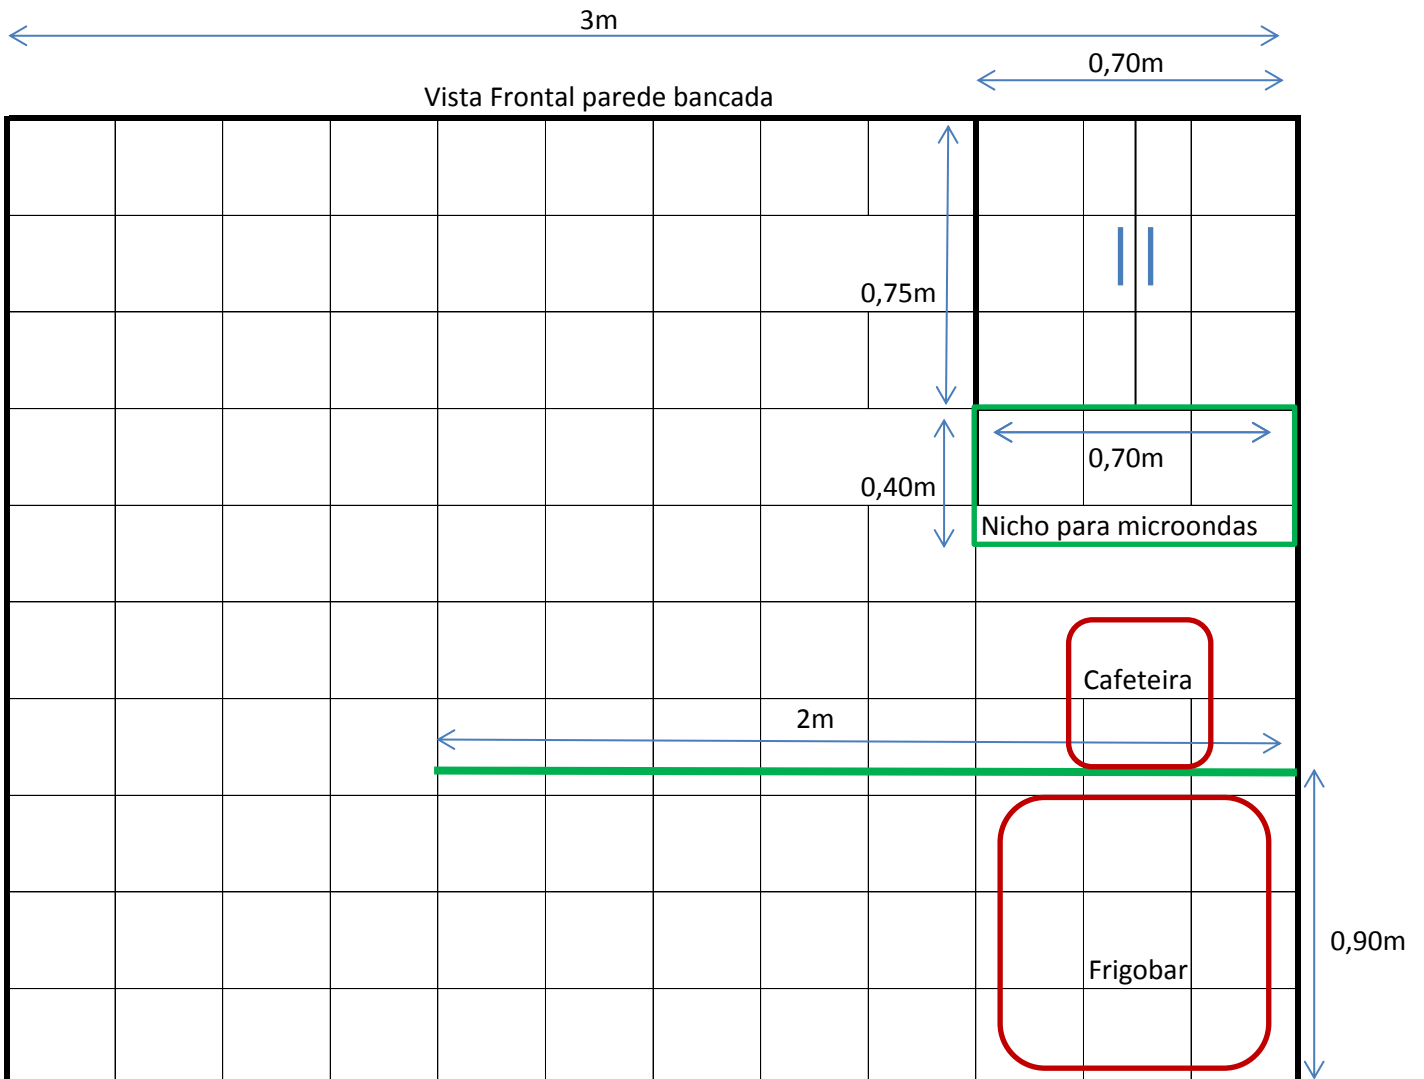 3m
0,70m
Vista Frontal parede bancada
0,75m
0,70m
0,40m
Nicho para microondas
Cafeteira
2m
0,90m
Frigobar